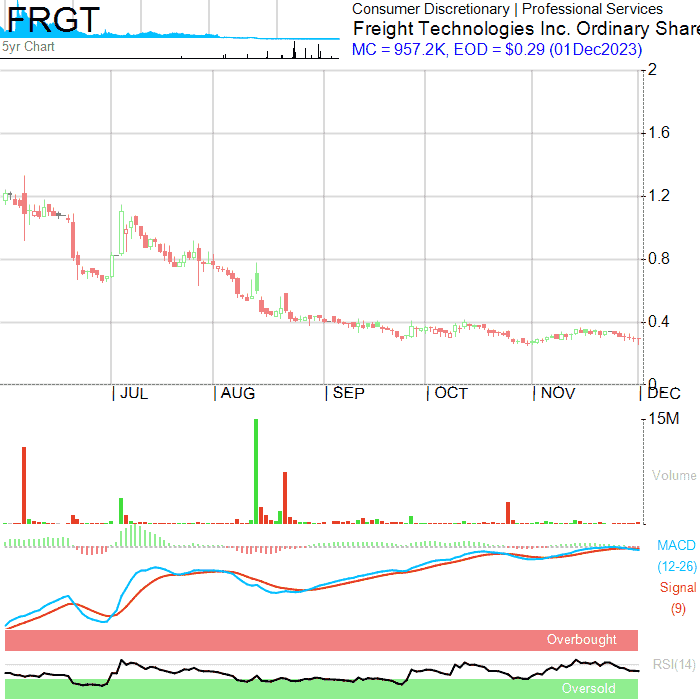 FRGT
5yr Chart
Consumer Discretionary | Professional Services
Freight Technologies Inc. Ordinary Share
MC = 957.2K, EOD = $0.29 (01Dec2023)
2
1.6
1.2
0.8
0.4
0
JUL AUG SEP OCT NOV DEC
15M
Volume
MACD
(12-26)
Signal
(9)
Overbought
RSI(14)
Oversold